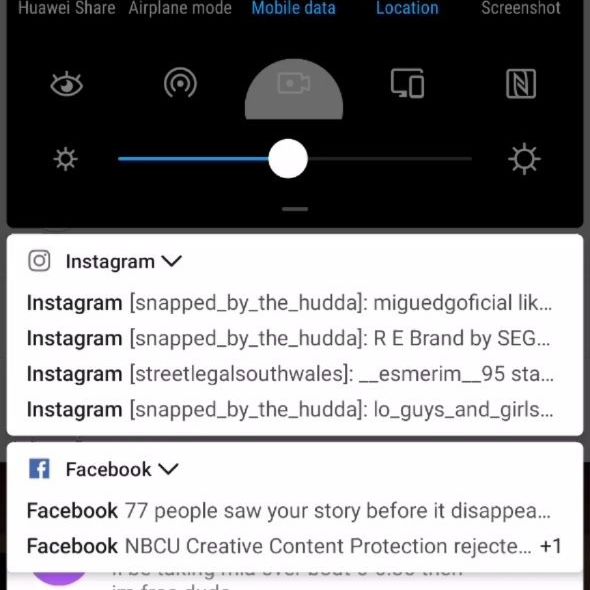 Huawei Share Airplane mode Mobile data Location Screenshot
Instagram
Instagram [snapped_by_the_hudda]: miguedgoficial lik...
Instagram [snapped_by_the_hudda]: R E Brand by SEG...
Instagram [streetlegalsouthwales]: __esmerim__95 sta...
Instagram [snapped_by_the_hudda]: lo_guys_and_girls...
Facebook
Facebook 77 people saw your story before it disappea...
Facebook NBCU Creative Content Protection rejecte... +1